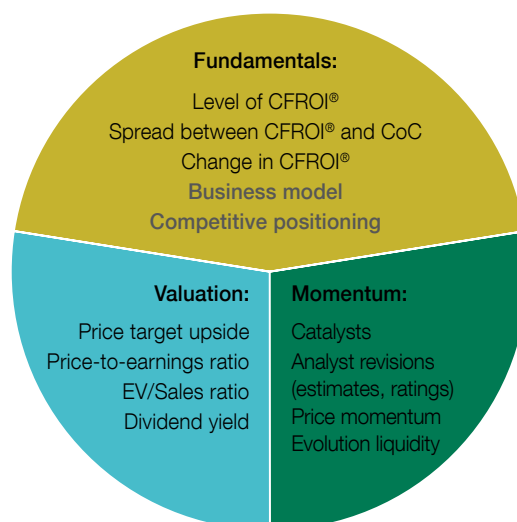 Fundamentals:
Level of CFROI®
Spread between CFROI® and CoC
Change in CFROI®
Business model
Competitive positioning
Valuation:
Price target upside
Price-to-earnings ratio
EV/Sales ratio
Dividend yield
Momentum:
Catalysts
Analyst revisions
(estimates, ratings)
Price momentum
Evolution liquidity